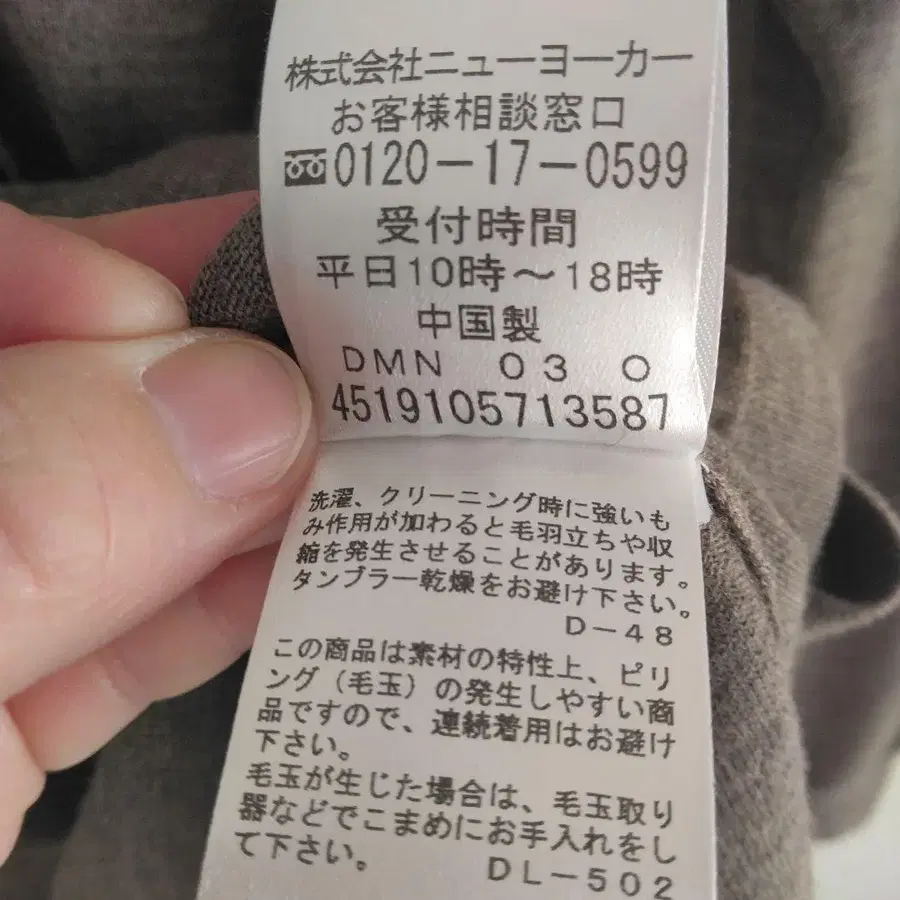 株式会社ニューヨーカー
お客様相談窓口
0120-17-0599
受付時間
平日10時～18時
中国製
DMN 03 O
4519105713587
洗濯、クリーニング時に強いも
み作用が加わると毛羽立ちや収
縮を発生させることがあります。
タンブラー乾燥をお避け下さい。
D-48
この商品は素材の特性上、ピリ
ング（毛玉）の発生しやすい商
品ですので、連続着用はお避け
下さい。
毛玉が生じた場合は、毛玉取り
器などでこまめにお手入れをし
て下さい。
DL-502